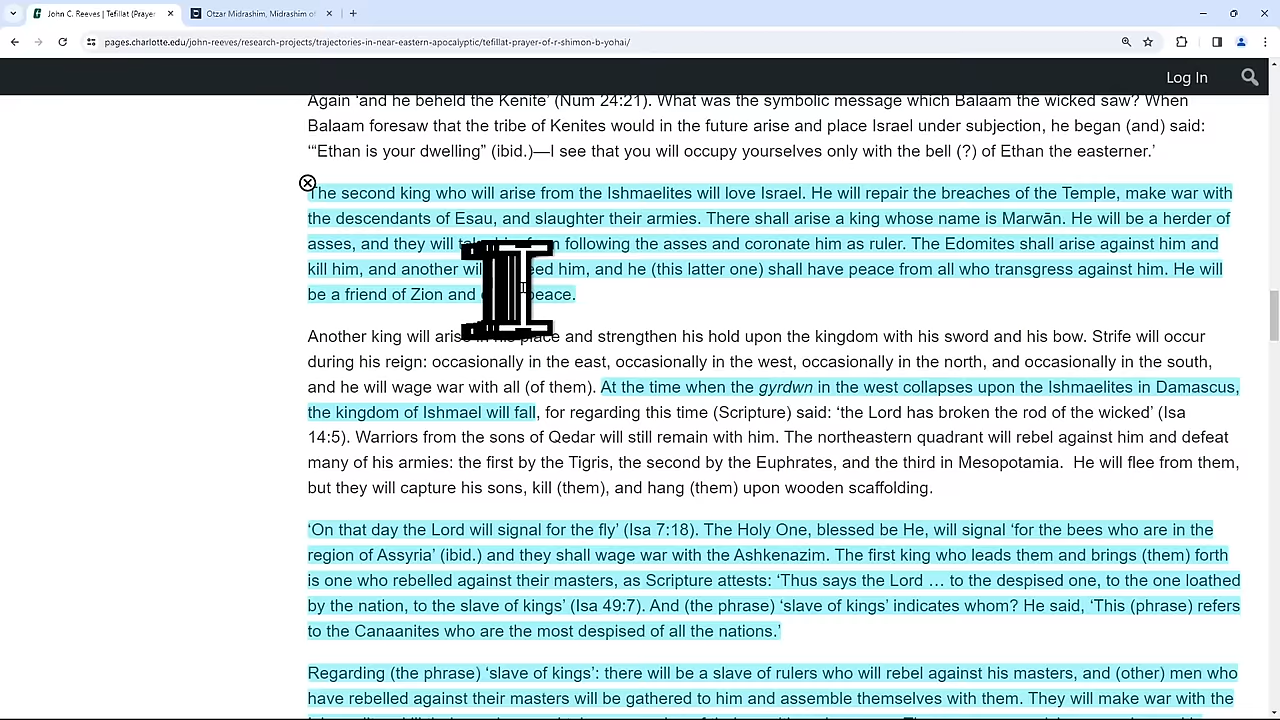 John C. Reeves | Tefillat (Prayer
Otzar Midrashim, Midrashim of
pages.charlotte.edu/john-reeves/research-projects/trajectories-in-near-eastern-apocalyptic/tefillat-prayer-of-r-shimon-b-yohai/
Log In
Again ‘and he beheld the Kenite’ (Num 24:21). What was the symbolic message which Balaam the wicked saw? When
Balaam foresaw that the tribe of Kenites would in the future arise and place Israel under subjection, he began (and) said:
‘“Ethan is your dwelling” (ibid.)—I see that you will occupy yourselves only with the bell (?) of Ethan the easterner.’
The second king who will arise from the Ishmaelites will love Israel. He will repair the breaches of the Temple, make war with
the descendants of Esau, and slaughter their armies. There shall arise a king whose name is Marwān. He will be a herder of
asses, and they will following the asses and coronate him as ruler. The Edomites shall arise against him and
kill him, and another him, and he (this latter one) shall have peace from all who transgress against him. He will
be a friend of Zion and peace.
Another king will arise in his place and strengthen his hold upon the kingdom with his sword and his bow. Strife will occur
during his reign: occasionally in the east, occasionally in the west, occasionally in the north, and occasionally in the south,
and he will wage war with all (of them). At the time when the gyrdwn in the west collapses upon the Ishmaelites in Damascus,
the kingdom of Ishmael will fall, for regarding this time (Scripture) said: ‘the Lord has broken the rod of the wicked’ (Isa
14:5). Warriors from the sons of Qedar will still remain with him. The northeastern quadrant will rebel against him and defeat
many of his armies: the first by the Tigris, the second by the Euphrates, and the third in Mesopotamia. He will flee from them,
but they will capture his sons, kill (them), and hang (them) upon wooden scaffolding.
‘On that day the Lord will signal for the fly’ (Isa 7:18). The Holy One, blessed be He, will signal ‘for the bees who are in the
region of Assyria’ (ibid.) and they shall wage war with the Ashkenazim. The first king who leads them and brings (them) forth
is one who rebelled against their masters, as Scripture attests: ‘Thus says the Lord … to the despised one, to the one loathed
by the nation, to the slave of kings’ (Isa 49:7). And (the phrase) ‘slave of kings’ indicates whom? He said, ‘This (phrase) refers
to the Canaanites who are the most despised of all the nations.’
Regarding (the phrase) ‘slave of kings’: there will be a slave of rulers who will rebel against his masters, and (other) men who
have rebelled against their masters will be gathered to him and assemble themselves with them. They will make war with the